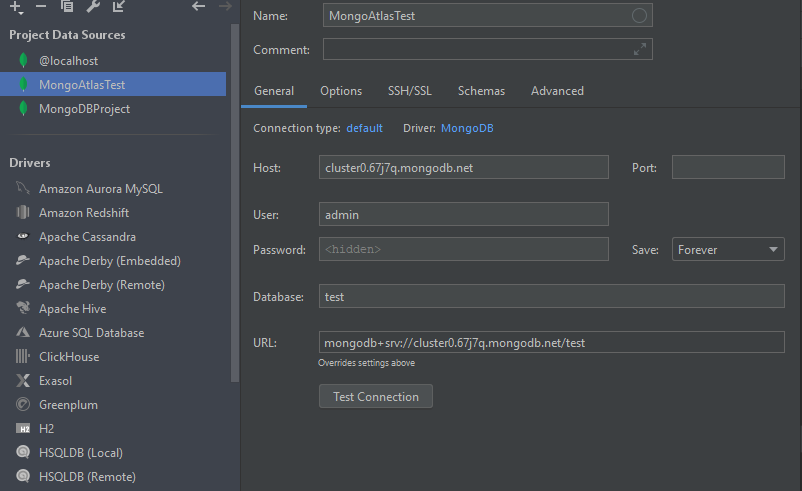 Project Data Sources
@localhost
MongoAtlasTest
MongoDBProject
Drivers
Amazon Aurora MySQL
Amazon Redshift
Apache Cassandra
Apache Derby (Embedded)
Apache Derby (Remote)
Apache Hive
Azure SQL Database
ClickHouse
Exasol
Greenplum
H2 H2
HSQLDB (Local)
HSQLDB (Remote)
Name: MongoAtlasTest
Comment:
General Options SSH/SSL Schemas Advanced
Connection type: default Driver: MongoDB
Host: cluster0.67j7q.mongodb.net Port:
User: admin
Password: <hidden> Save: Forever
Database: test
URL: mongodb+srv://cluster0.67j7q.mongodb.net/test
Overrides settings above
Test Connection